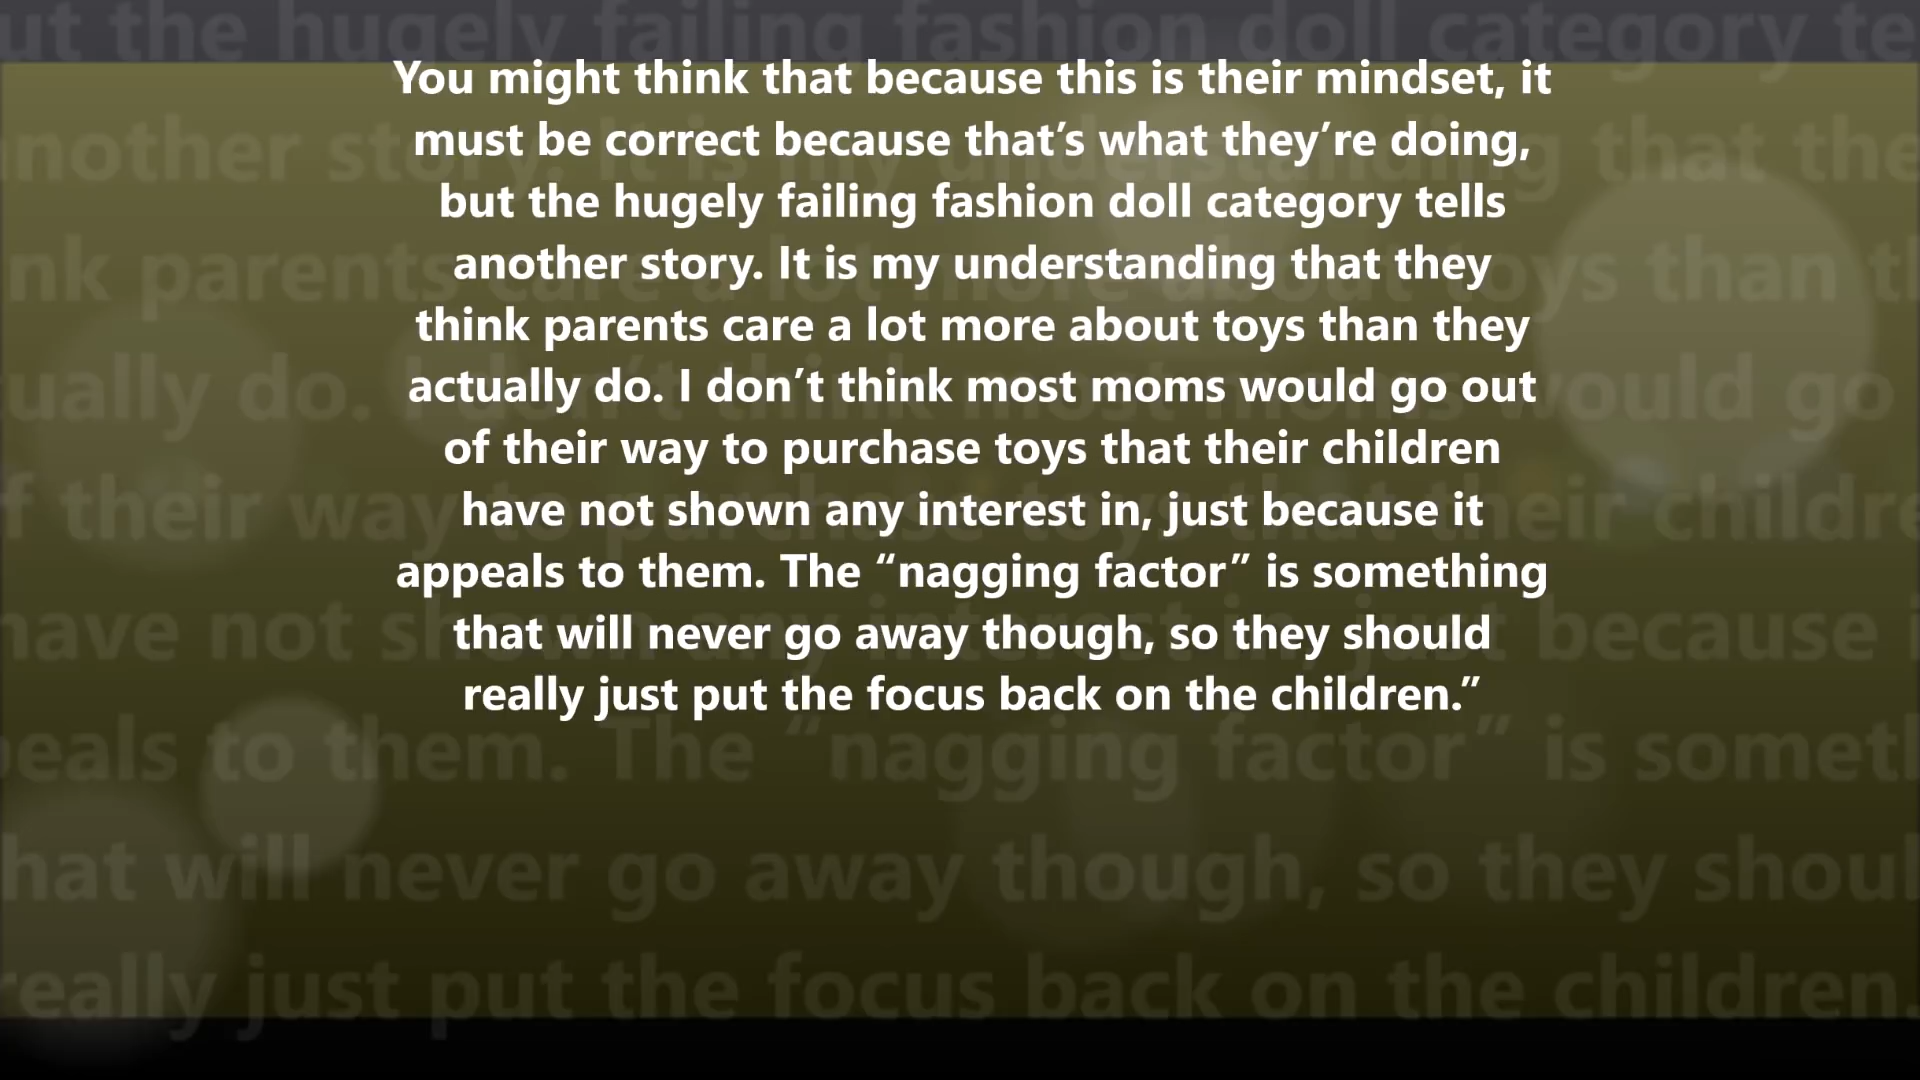 You might think that because this is their mindset, it
must be correct because that’s what they’re doing,
but the hugely failing fashion doll category tells
another story. It is my understanding that they
think parents care a lot more about toys than they
actually do. I don’t think most moms would go out
of their way to purchase toys that their children
have not shown any interest in, just because it
appeals to them. The “nagging factor” is something
that will never go away though, so they should
really just put the focus back on the children.”